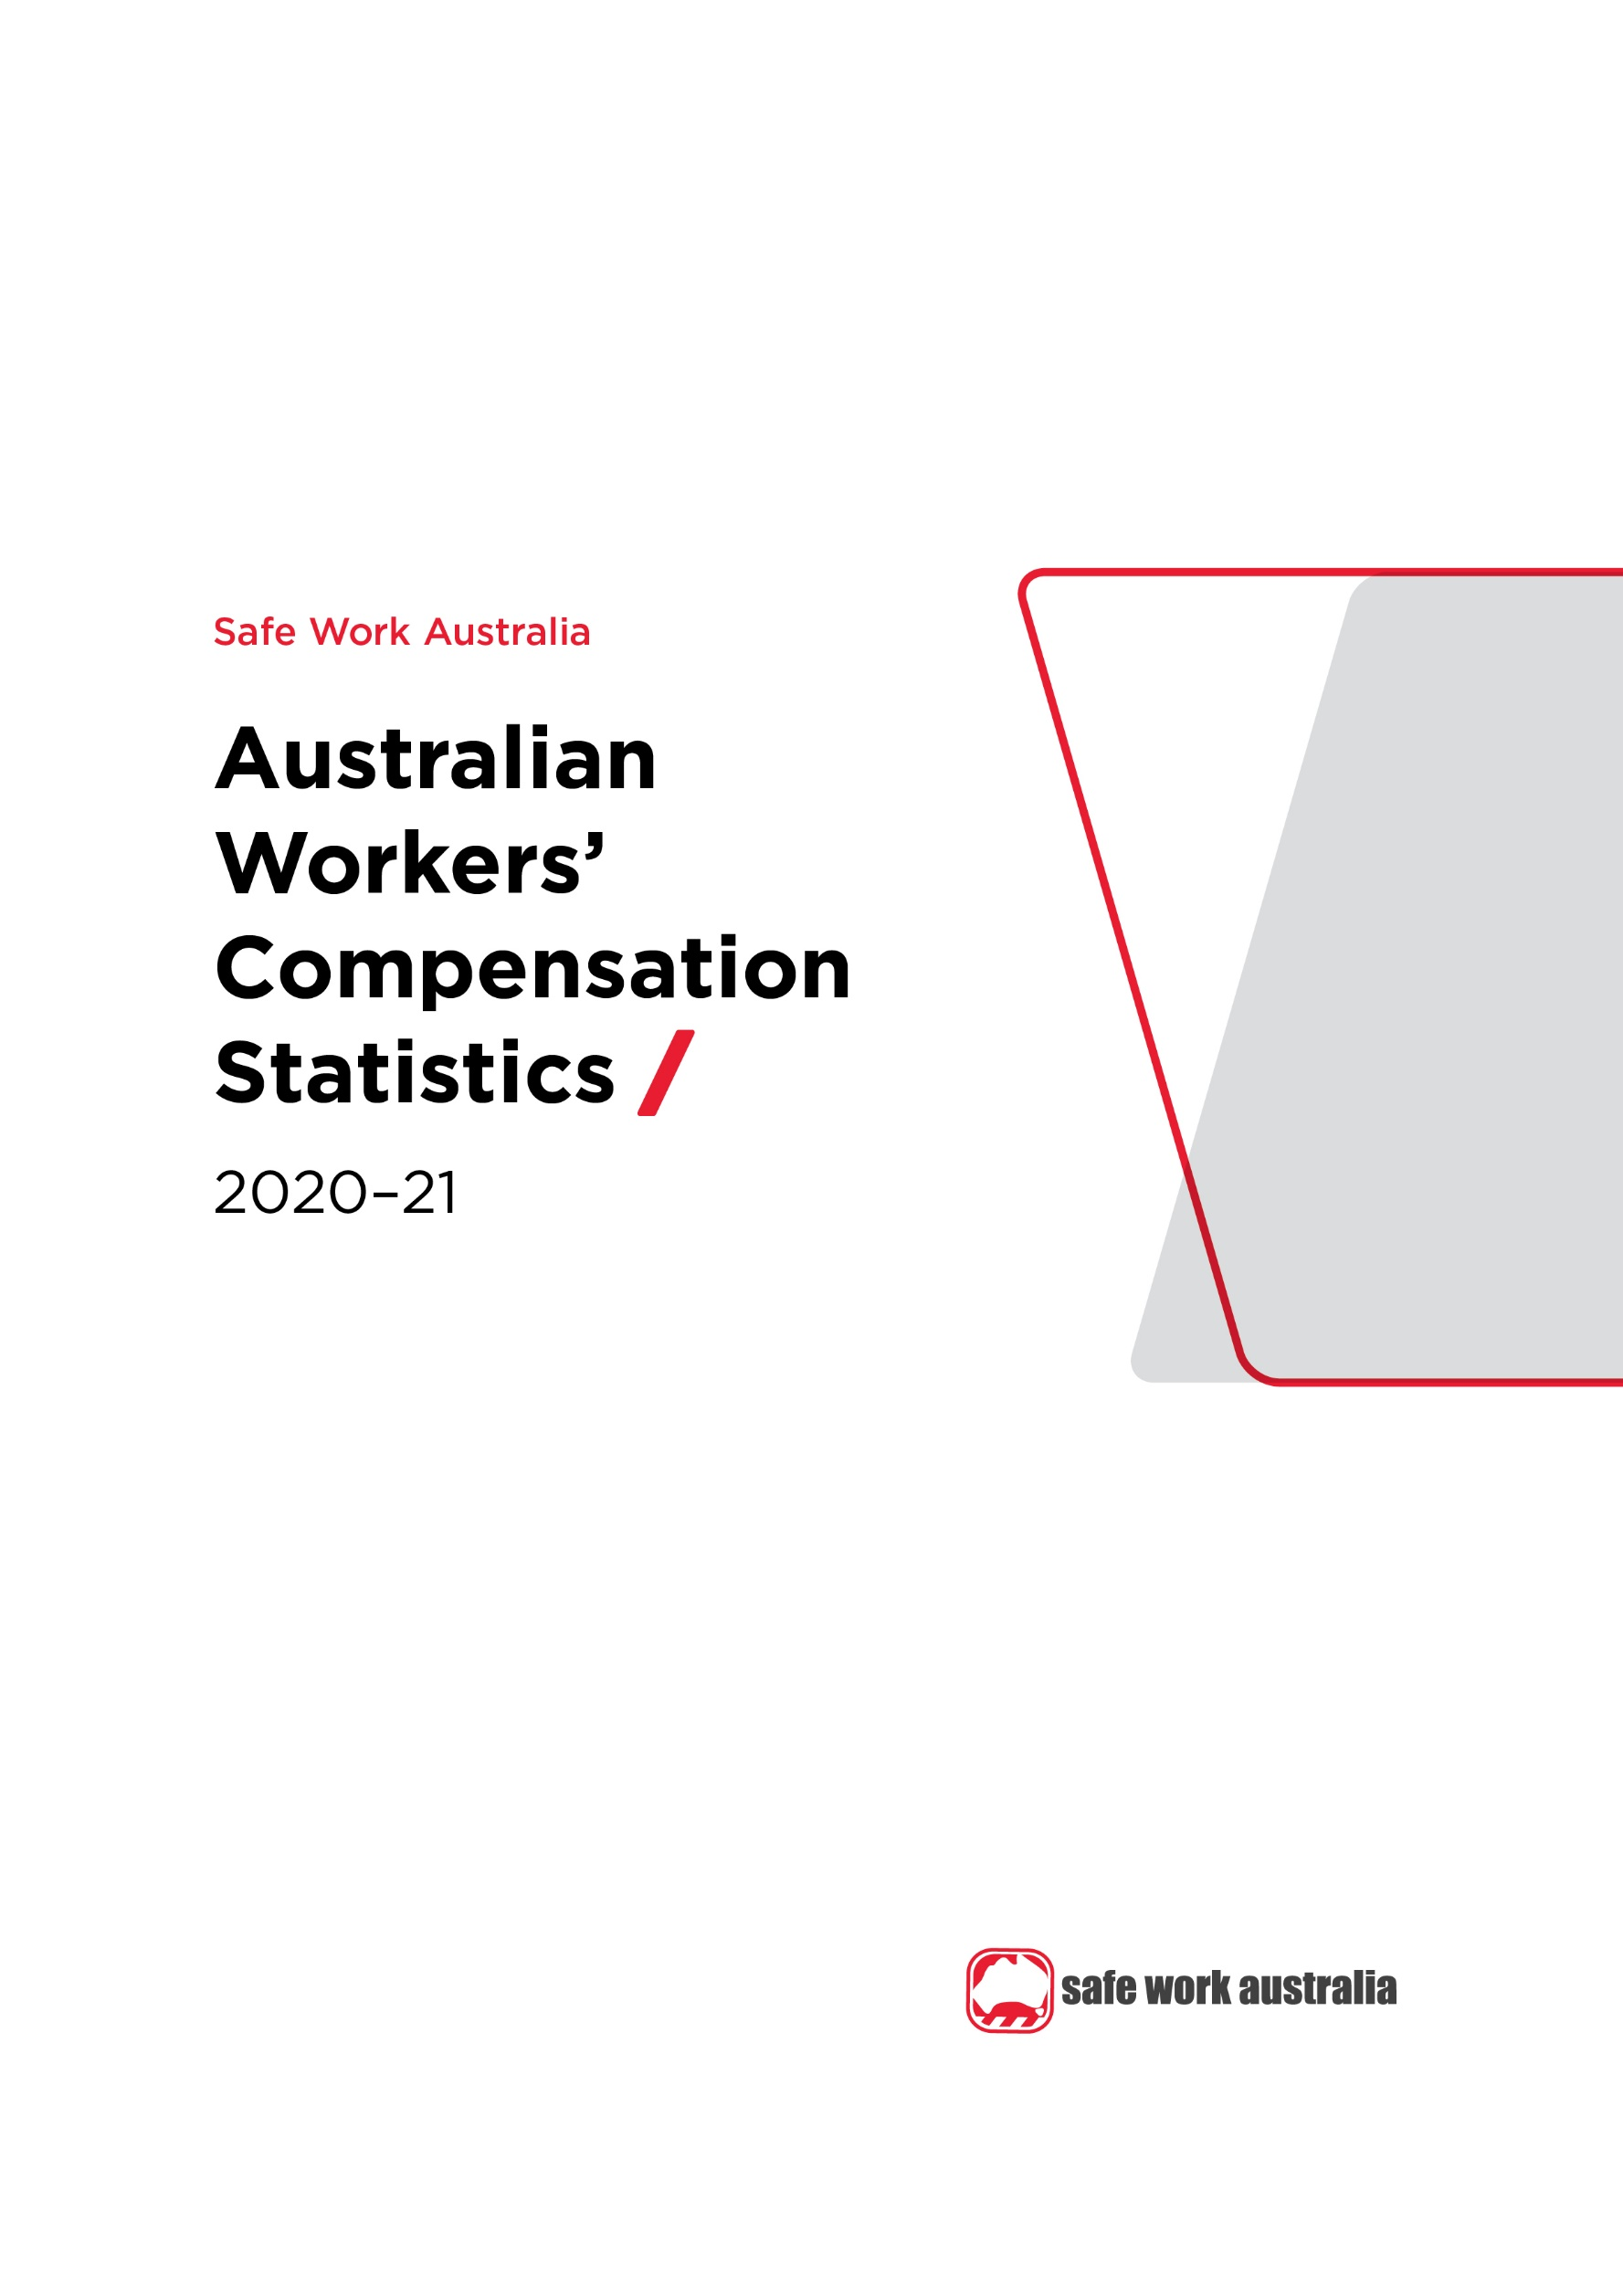 Safe Work Australia
Australian
Workers’
Compensation
Statistics /
2020–21
safe work australia